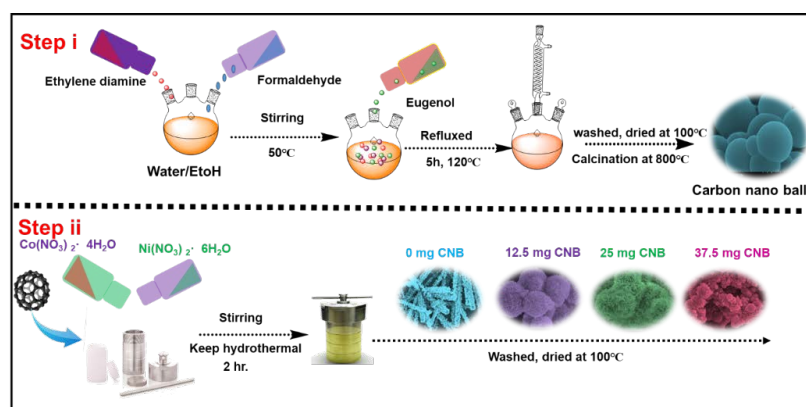 Step i
Ethylene diamine
Formaldehyde
Eugenol
Stirring
50°C
Refluxed
5h, 120°C
washed, dried at 100°C
Calcination at 800°C
Water/EtoH
Carbon nano ball
Step ii
Co(NO3) 2· 4H2O
Ni(NO3) 2· 6H2O
0 mg CNB
12.5 mg CNB
25 mg CNB
37.5 mg CNB
Stirring
Keep hydrothermal
2 hr.
Washed, dried at 100°C